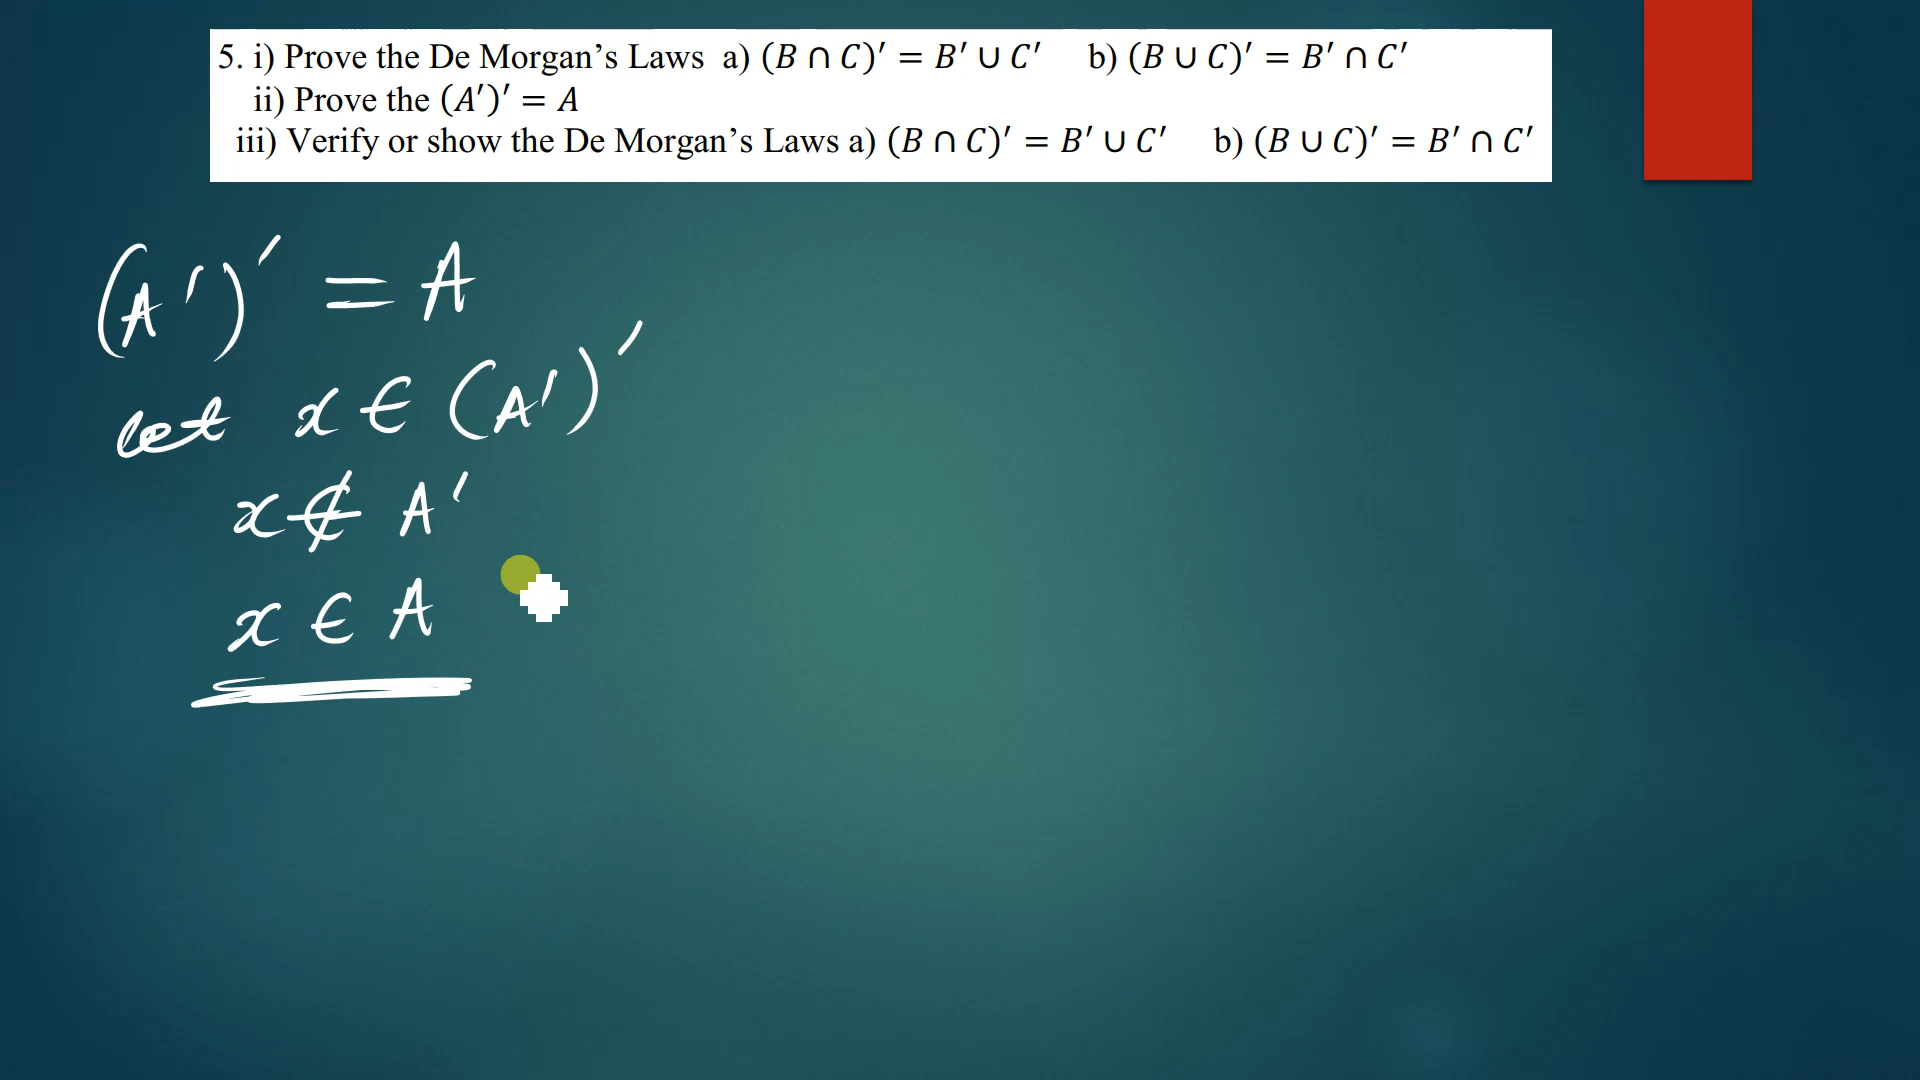 5. i) Prove the De Morgan’s Laws a) (B ∩ C)′ = B′ ∪ C′ b) (B ∪ C)′ = B′ ∩ C′
ii) Prove the (A′)′ = A
iii) Verify or show the De Morgan’s Laws a) (B ∩ C)′ = B′ ∪ C′ b) (B ∪ C)′ = B′ ∩ C′
(A′)′ = A
let x ∈ (A′)′
x ∉ A′
x ∈ A